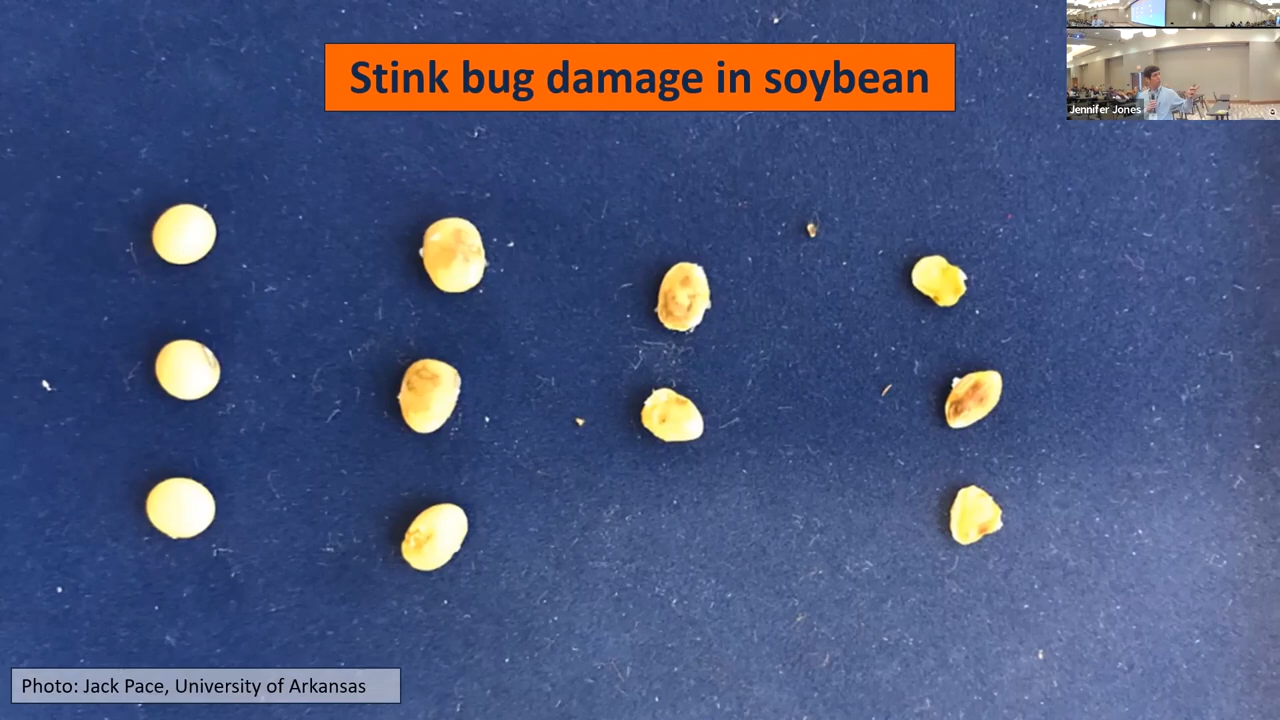 Stink bug damage in soybean
Jennifer Jones
Photo: Jack Pace, University of Arkansas